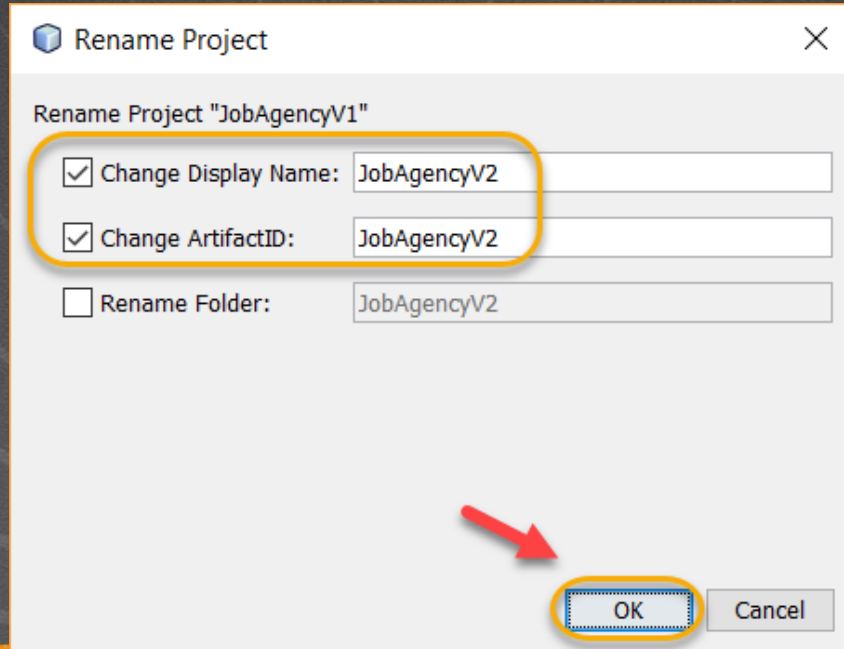 Rename Project
Rename Project "JobAgencyV1"
Change Display Name: JobAgencyV2
Change ArtifactID: JobAgencyV2
Rename Folder: JobAgencyV2
OK Cancel